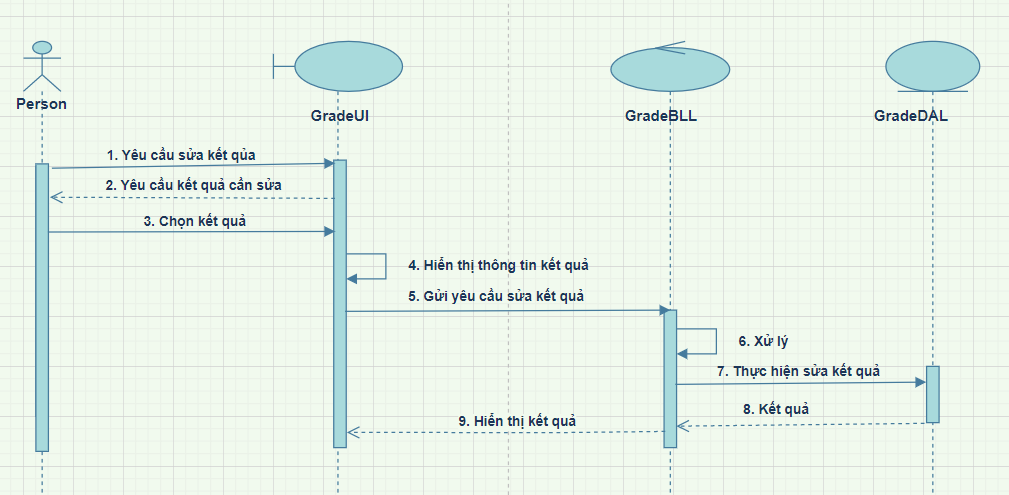 Person
GradeUI
GradeBLL
GradeDAL
1. Yêu cầu sửa kết qủa
2. Yêu cầu kết quả cần sửa
3. Chọn kết quả
4. Hiển thị thông tin kết quả
5. Gửi yêu cầu sửa kết quả
6. Xử lý
7. Thực hiện sửa kết quả
8. Kết quả
9. Hiển thị kết quả